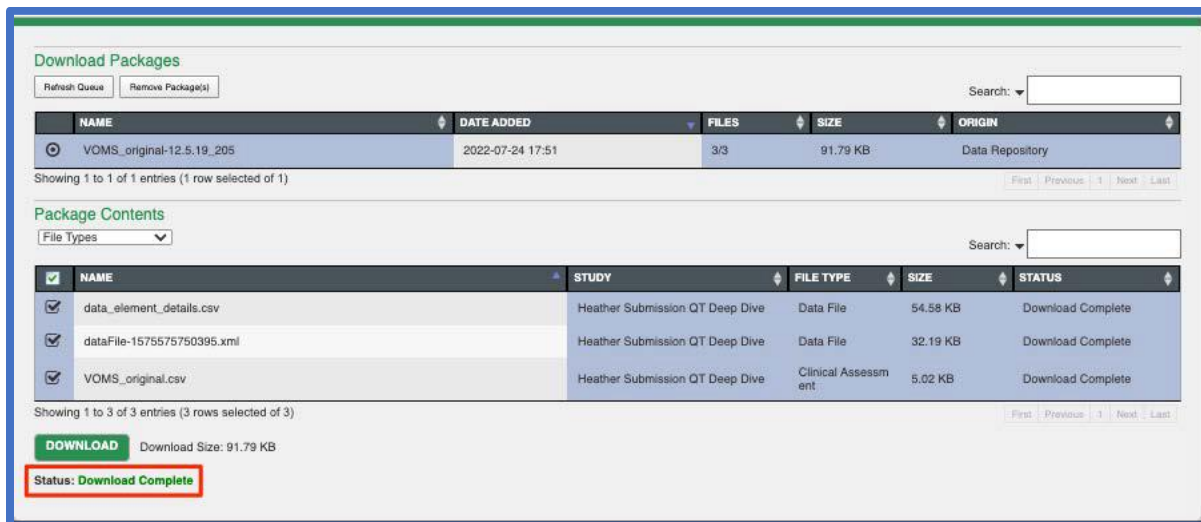 Download Packages
Refresh Queue Remove Package(s) Search:
NAME DATE ADDED FILES SIZE ORIGIN
VOMS_original-12.5.19_205 2022-07-24 17:51 3/3 91.79 KB Data Repository
Showing 1 to 1 of 1 entries (1 row selected of 1) First Previous 1 Next Last
Package Contents
File Types Search:
NAME STUDY FILE TYPE SIZE STATUS
data_element_details.csv Heather Submission QT Deep Dive Data File 54.58 KB Download Complete
dataFile-1575575750395.xml Heather Submission QT Deep Dive Data File 32.19 KB Download Complete
VOMS_original.csv Heather Submission QT Deep Dive Clinical Assessm 5.02 KB Download Complete
ent
Showing 1 to 3 of 3 entries (3 rows selected of 3) First Previous 1 Next Last
DOWNLOAD Download Size: 91.79 KB
Status: Download Complete